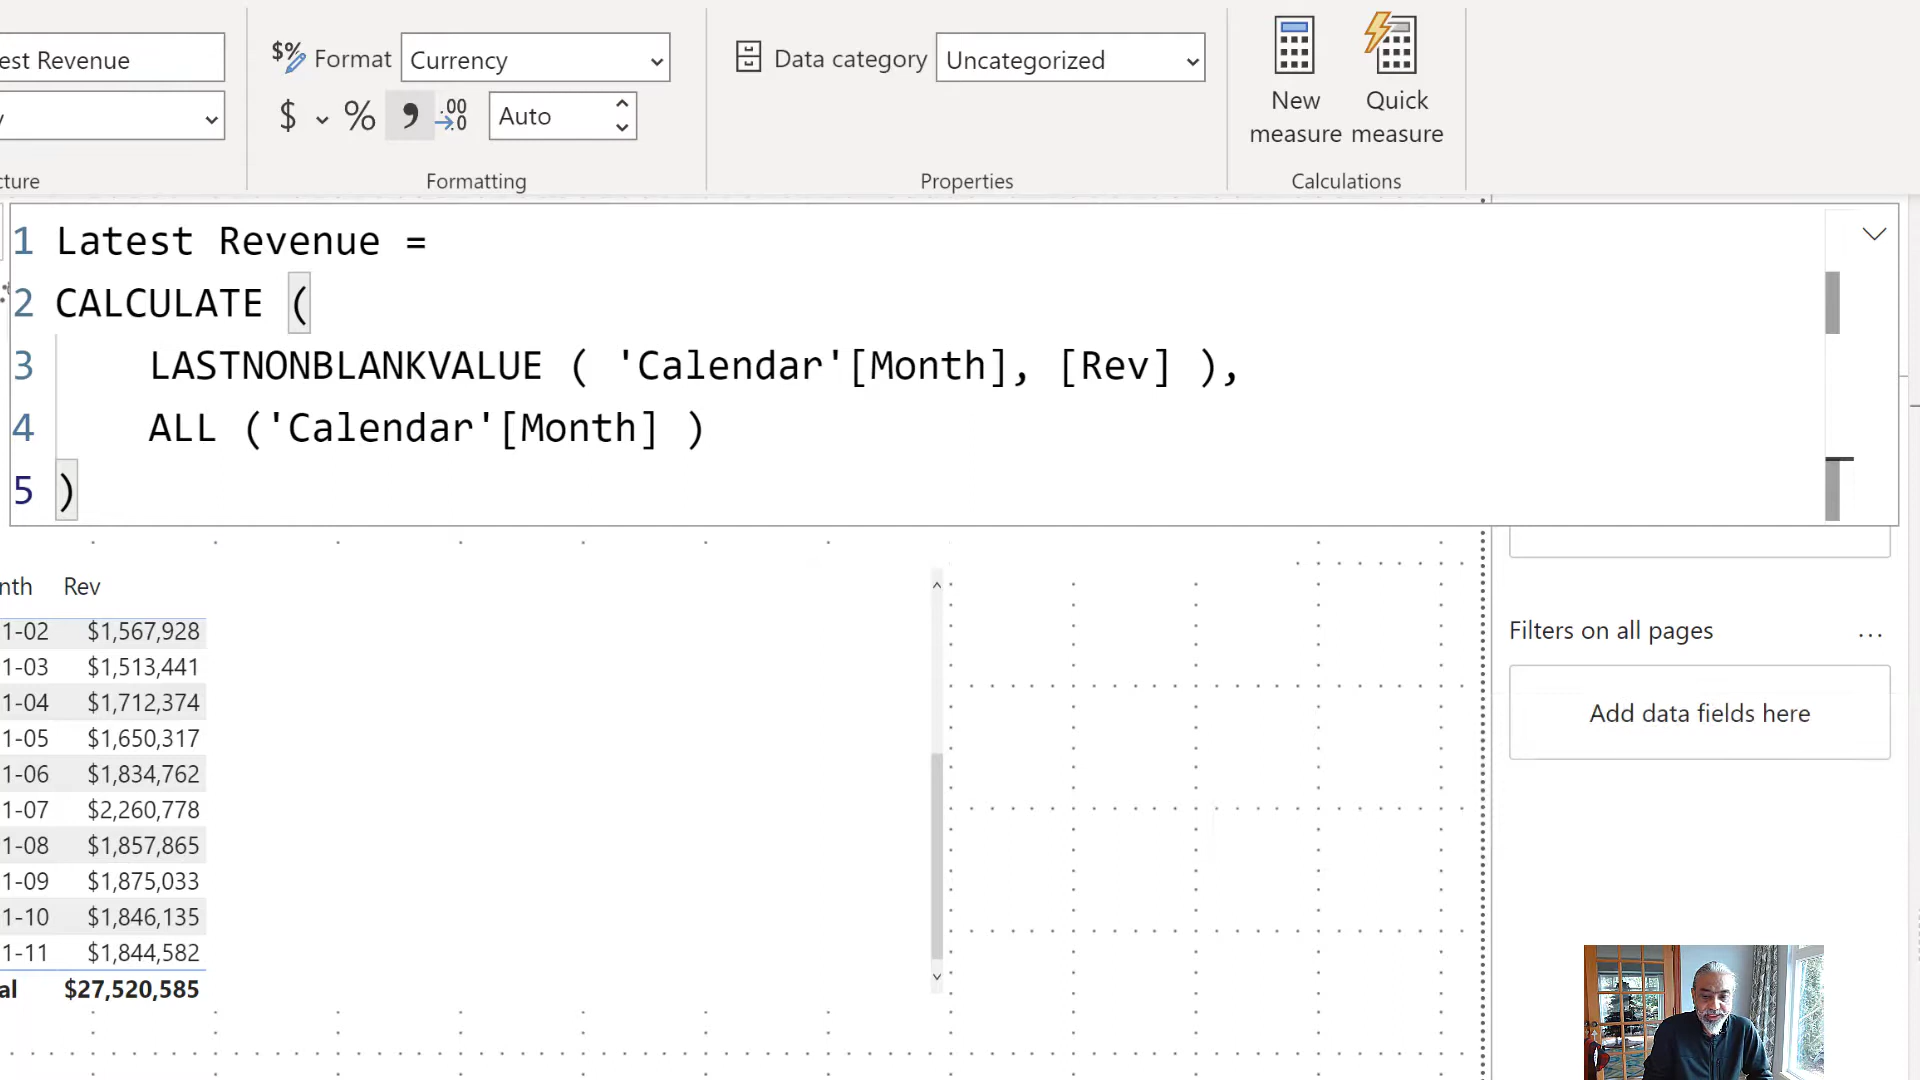 est Revenue
$% Format Currency
Data category Uncategorized
$ % , .00 .0 Auto
New measure
Quick measure
cture
Formatting
Properties
Calculations
1 Latest Revenue =
2 CALCULATE (
3 LASTNONBLANKVALUE ( 'Calendar'[Month], [Rev] ),
4 ALL ('Calendar'[Month] )
5 )
nth Rev
1-02 $1,567,928
1-03 $1,513,441
1-04 $1,712,374
1-05 $1,650,317
1-06 $1,834,762
1-07 $2,260,778
1-08 $1,857,865
1-09 $1,875,033
1-10 $1,846,135
1-11 $1,844,582
al $27,520,585
Filters on all pages ...
Add data fields here